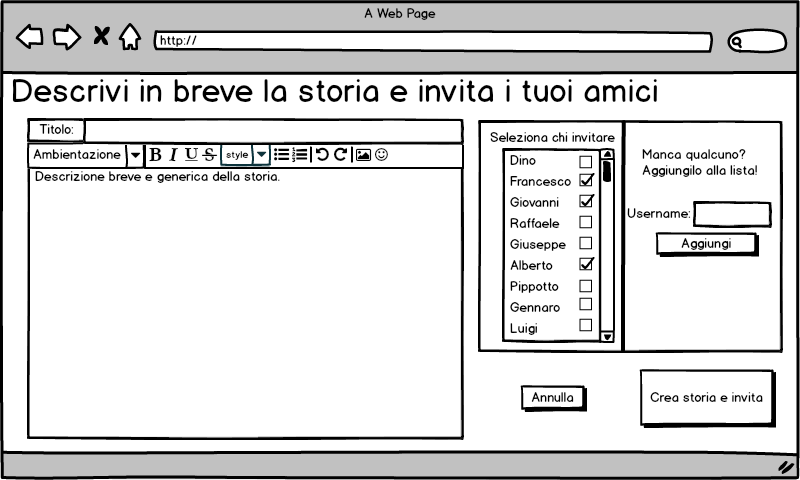 A Web Page
http://
Descrivi in breve la storia e invita i tuoi amici
Titolo:
Ambientazione
B I U S
style
Descrizione breve e generica della storia.
Seleziona chi invitare
Dino
Francesco
Giovanni
Raffaele
Giuseppe
Alberto
Pippotto
Gennaro
Luigi
Manca qualcuno?
Aggiungilo alla lista!
Username:
Aggiungi
Annulla
Crea storia e invita